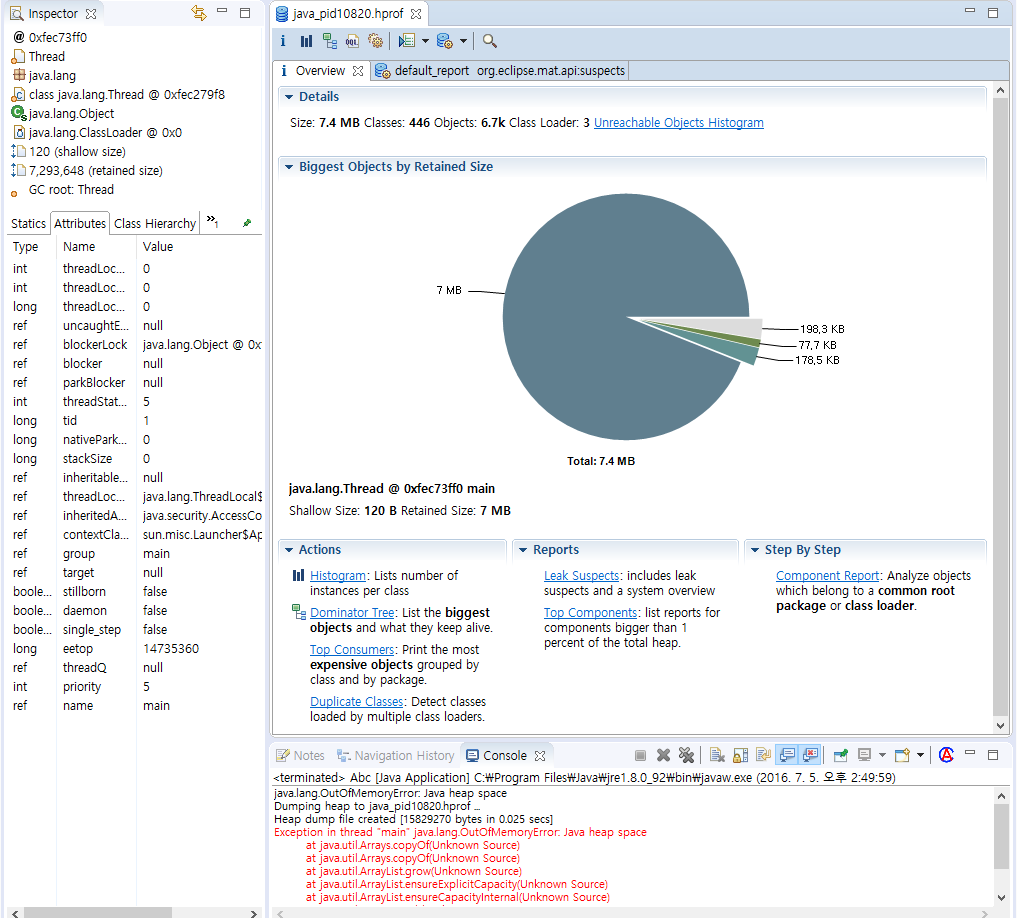 Inspector
@ 0xfec73ff0
Thread
java.lang
class java.lang.Thread @ 0xfec279f8
java.lang.Object
java.lang.ClassLoader @ 0x0
120 (shallow size)
7,293,648 (retained size)
GC root: Thread
Statics Attributes Class Hierarchy »1
Type Name Value
int threadLoc... 0
int threadLoc... 0
long threadLoc... 0
ref uncaughtE... null
ref blockerLock java.lang.Object @ 0x
ref blocker null
ref parkBlocker null
int threadStat... 5
long tid 1
long nativePark... 0
long stackSize 0
ref inheritable... null
ref threadLoc... java.lang.ThreadLocal$
ref inheritedA... java.security.AccessCo
ref contextCla... sun.misc.Launcher$Ap
ref group main
ref target null
boole... stillborn false
boole... daemon false
boole... single_step false
long eetop 14735360
ref threadQ null
int priority 5
ref name main
java_pid10820.hprof
i OQL
i Overview default_report org.eclipse.mat.api:suspects
Details
Size: 7.4 MB Classes: 446 Objects: 6.7k Class Loader: 3 Unreachable Objects Histogram
Biggest Objects by Retained Size
7 MB
198,3 KB
77,7 KB
178,5 KB
Total: 7.4 MB
java.lang.Thread @ 0xfec73ff0 main
Shallow Size: 120 B Retained Size: 7 MB
Actions
Histogram: Lists number of
instances per class
Dominator Tree: List the biggest
objects and what they keep alive.
Top Consumers: Print the most
expensive objects grouped by
class and by package.
Duplicate Classes: Detect classes
loaded by multiple class loaders.
Reports
Leak Suspects: includes leak
suspects and a system overview
Top Components: list reports for
components bigger than 1
percent of the total heap.
Step By Step
Component Report: Analyze objects
which belong to a common root
package or class loader.
Notes Navigation History Console
<terminated> Abc [Java Application] C:₩Program Files₩Java₩jre1.8.0_92₩bin₩javaw.exe (2016. 7. 5. 오후 2:49:59)
java.lang.OutOfMemoryError: Java heap space
Dumping heap to java_pid10820.hprof ...
Heap dump file created [15829270 bytes in 0.025 secs]
Exception in thread "main" java.lang.OutOfMemoryError: Java heap space
at java.util.Arrays.copyOf(Unknown Source)
at java.util.Arrays.copyOf(Unknown Source)
at java.util.ArrayList.grow(Unknown Source)
at java.util.ArrayList.ensureExplicitCapacity(Unknown Source)
at java.util.ArrayList.ensureCapacityInternal(Unknown Source)